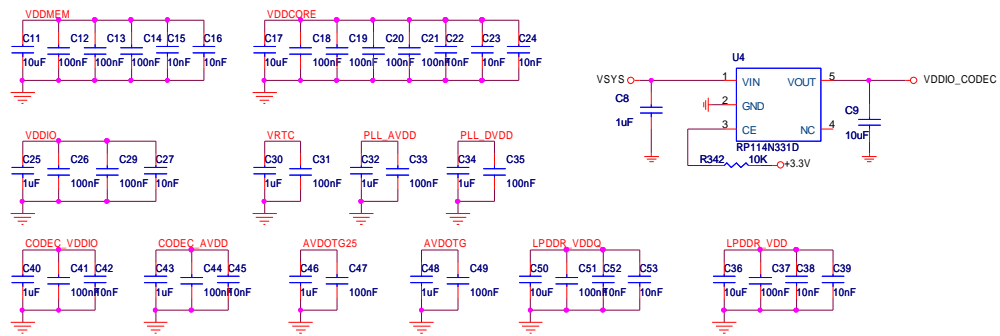 VDDMEM
C11 C12 C13 C14 C15 C16
10uF 100nF 100nF 100nF 10nF 10nF
VDDCORE
C17 C18 C19 C20 C21 C22 C23 C24
10uF 100nF 100nF 100nF 100nF 10nF 10nF 10nF
U4
VSYS 1 VIN VOUT 5 VDDIO_CODEC
C8
1uF
2 GND
C9
10uF
3 CE NC 4
RP114N331D
R342 10K
+3.3V
VDDIO
C25 C26 C29 C27
1uF 100nF 100nF 10nF
VRTC
C30 C31
1uF 100nF
PLL_AVDD
C32 C33
1uF 100nF
PLL_DVDD
C34 C35
1uF 100nF
CODEC_VDDIO
C40 C41 C42
1uF 100nF 10nF
CODEC_AVDD
C43 C44 C45
1uF 100nF 10nF
AVDOTG25
C46 C47
1uF 100nF
AVDOTG
C48 C49
1uF 100nF
LPDDR_VDDQ
C50 C51 C52 C53
10uF 100nF 10nF 10nF
LPDDR_VDD
C36 C37 C38 C39
10uF 100nF 10nF 10nF